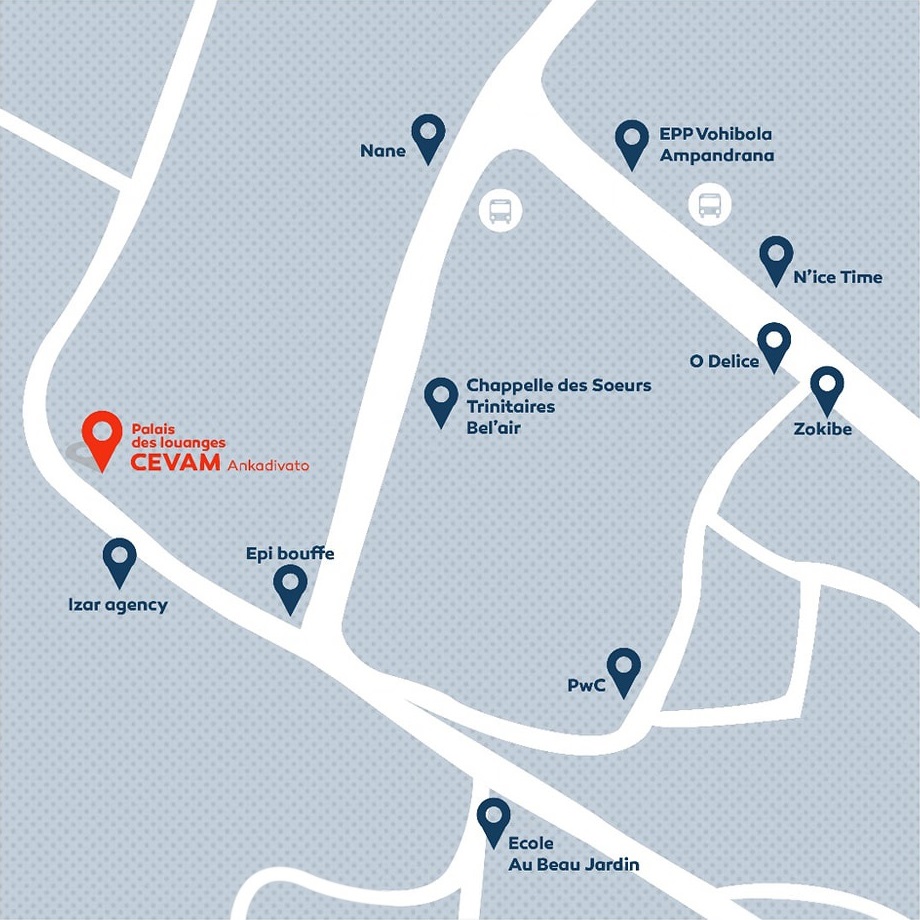 EPP Vohibola
Ampandrana
Nane
N'ice Time
O Delice
Chappelle des Soeurs
Trinitaires
Bel'air
Zokibe
Palais
des louanges
CEVAM Ankadivato
Epi bouffe
Izar agency
PwC
Ecole
Au Beau Jardin